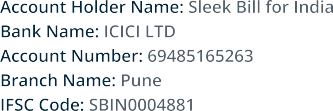 Account Holder Name: Sleek Bill for India
Bank Name: ICICI LTD
Account Number: 69485165263
Branch Name: Pune
IFSC Code: SBIN0004881